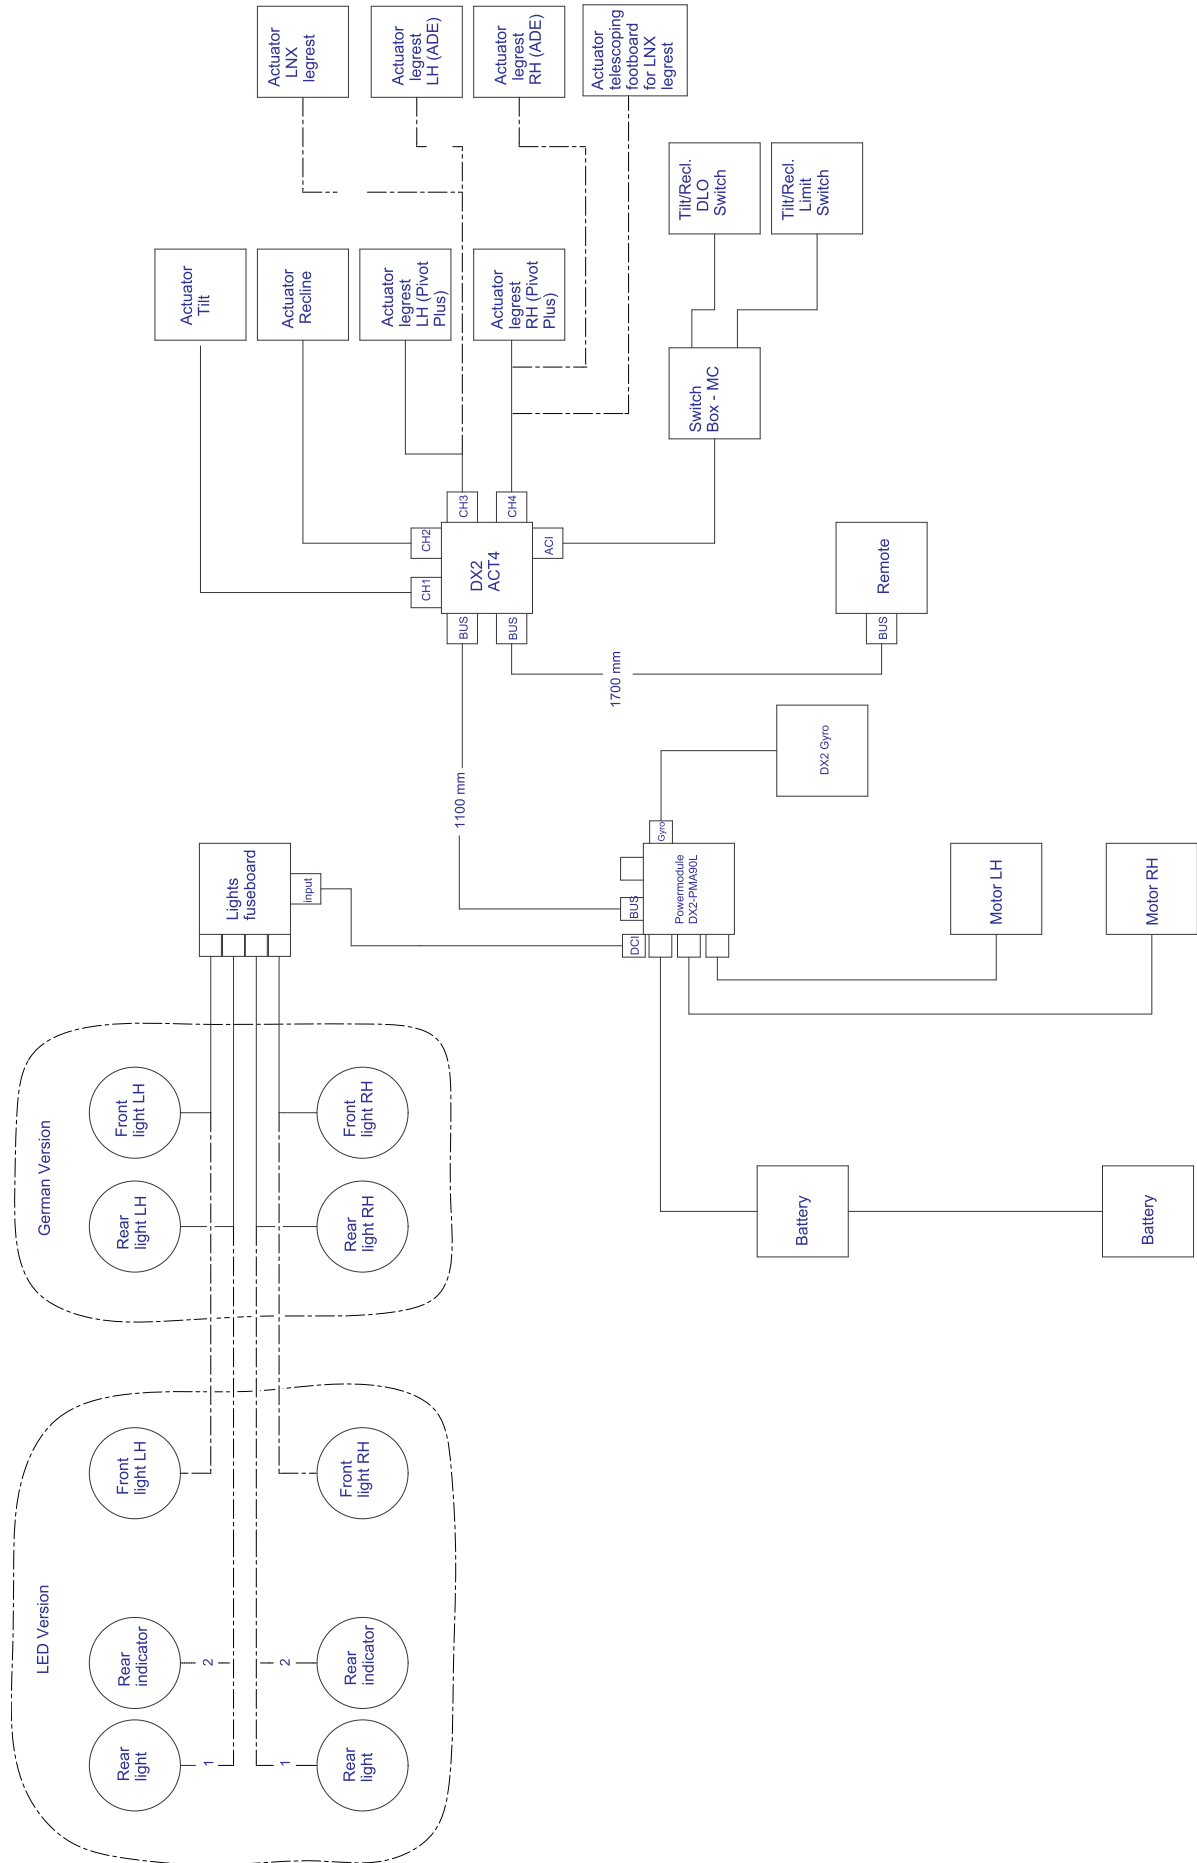 Actuator
LNX
legrest
Actuator
legrest
LH (ADE)
Actuator
legrest
RH (ADE)
Actuator
telescoping
footboard
for LNX
legrest
Tilt/Recl.
DLO
Switch
Tilt/Recl.
Limit
Switch
Actuator
Tilt
Actuator
Recline
Actuator
legrest
LH (Pivot
Plus)
Actuator
legrest
RH (Pivot
Plus)
Switch
Box - MC
CH1
CH2
CH3
CH4
ACI
BUS
BUS
DX2
ACT4
Remote
BUS
1700 mm
1100 mm
DX2 Gyro
Gyro
Powermodule
DX2-PMA90L
BUS
DCI
Lights
fuseboard
input
Motor LH
Motor RH
Battery
Battery
German Version
Front
light LH
Front
light RH
Rear
light LH
Rear
light RH
LED Version
Front
light LH
Front
light RH
Rear
indicator
2
2
Rear
indicator
Rear
light
1
1
Rear
light